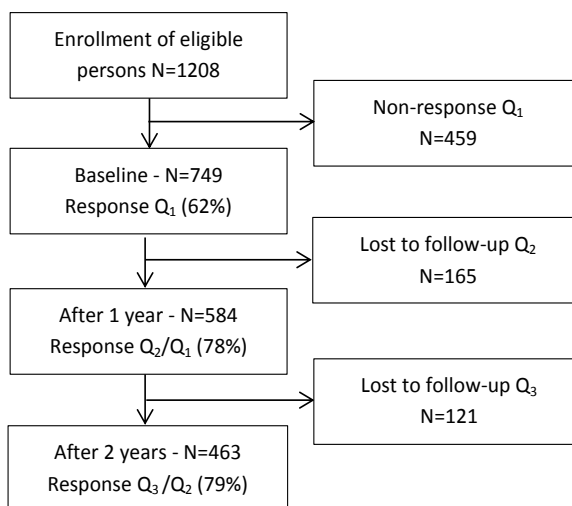 Enrollment of eligible
persons N=1208
Non-response Q₁
N=459
Baseline - N=749
Response Q₁ (62%)
Lost to follow-up Q₂
N=165
After 1 year - N=584
Response Q₂/Q₁ (78%)
Lost to follow-up Q₃
N=121
After 2 years - N=463
Response Q₃/Q₂ (79%)